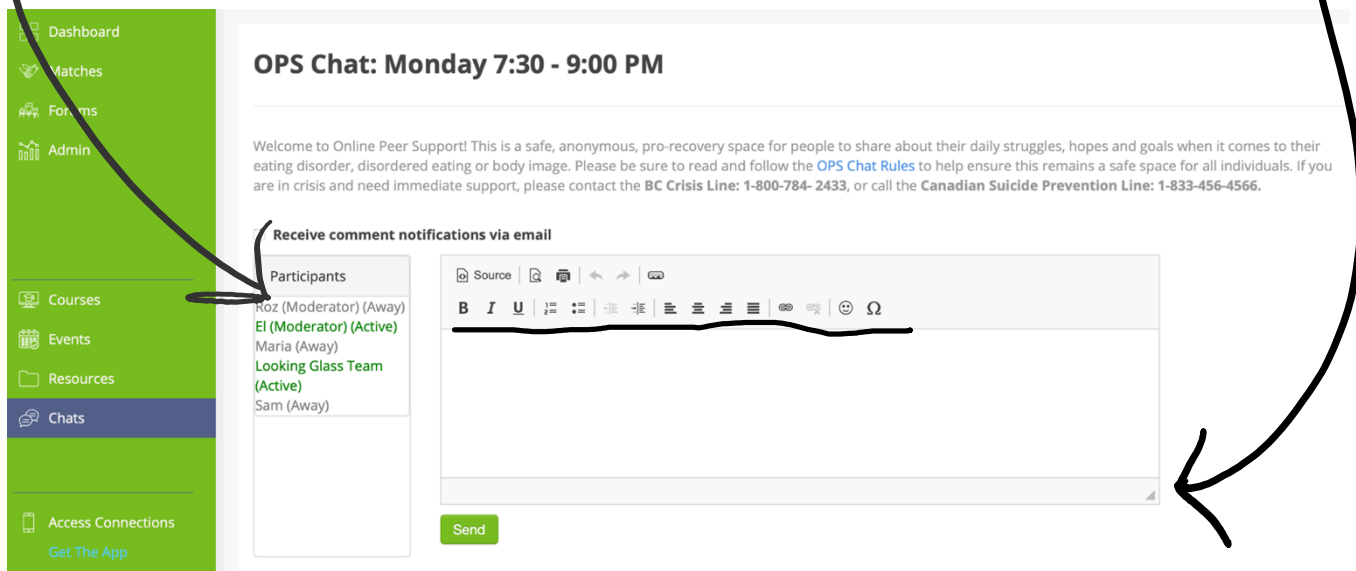 Dashboard
Matches
Forums
Admin
Courses
Events
Resources
Chats
Access Connections
Get The App
OPS Chat: Monday 7:30 - 9:00 PM
Welcome to Online Peer Support! This is a safe, anonymous, pro-recovery space for people to share about their daily struggles, hopes and goals when it comes to their
eating disorder, disordered eating or body image. Please be sure to read and follow the OPS Chat Rules to help ensure this remains a safe space for all individuals. If you
are in crisis and need immediate support, please contact the BC Crisis Line: 1-800-784- 2433, or call the Canadian Suicide Prevention Line: 1-833-456-4566.
Receive comment notifications via email
Participants
Roz (Moderator) (Away)
El (Moderator) (Active)
Maria (Away)
Looking Glass Team
(Active)
Sam (Away)
Source
B I U Ω
Send